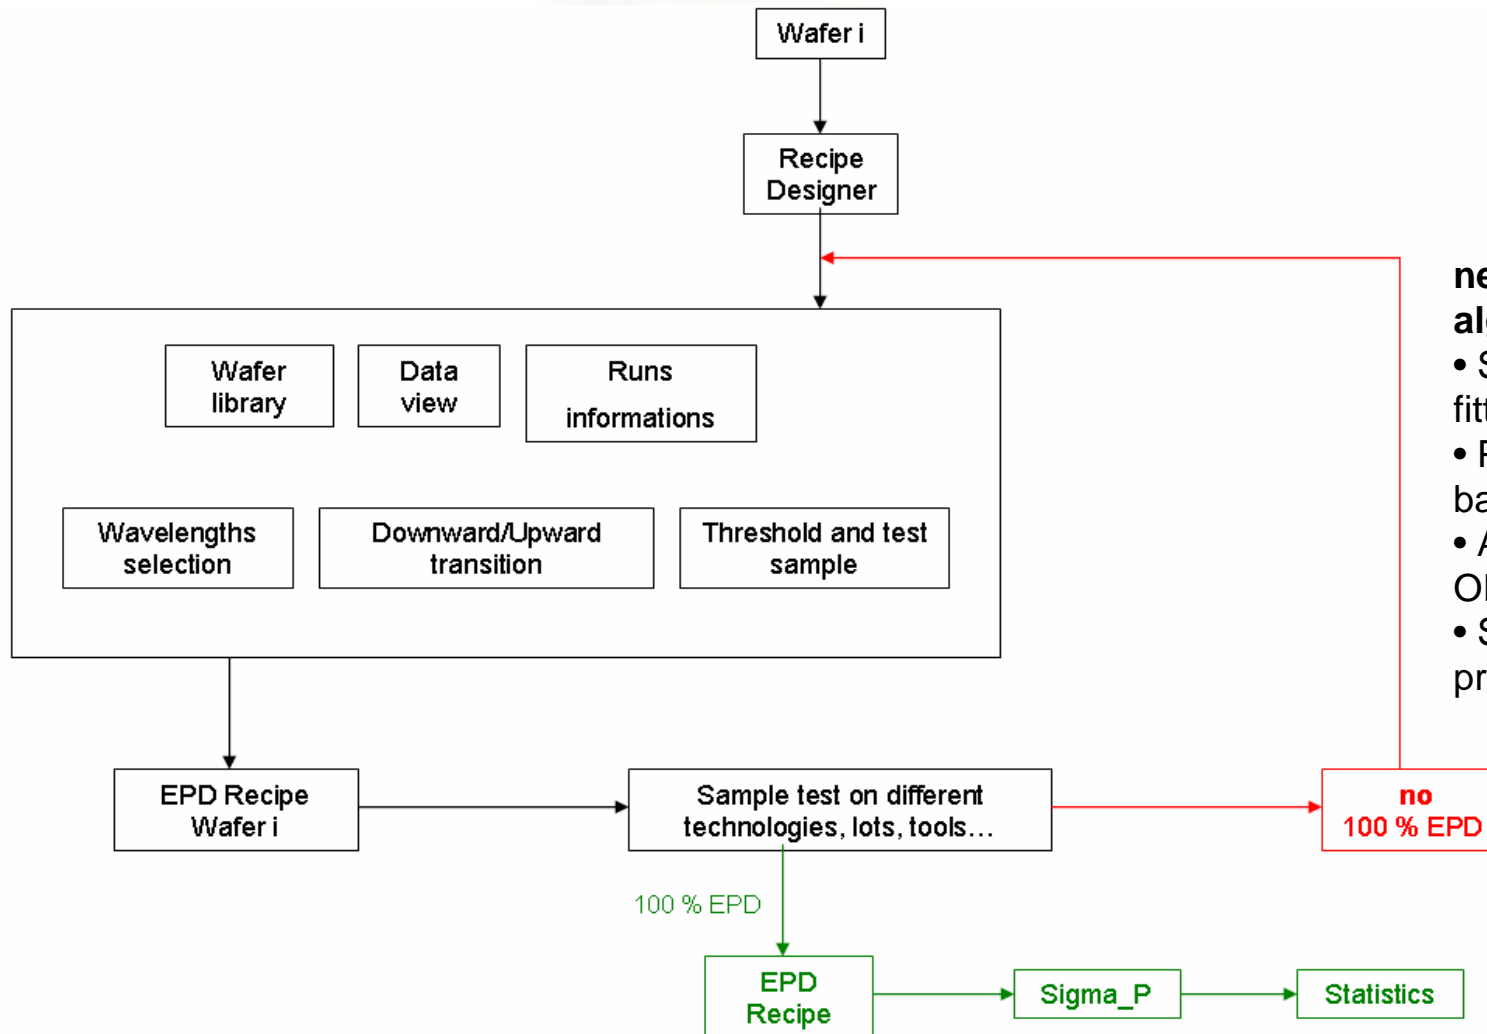 Wafer i
Recipe
Designer
Wafer
library
Data
view
Runs
informations
Wavelengths
selection
Downward/Upward
transition
Threshold and test
sample
EPD Recipe
Wafer i
Sample test on different
technologies, lots, tools...
no
100 % EPD
100 % EPD
EPD
Recipe
Sigma_P
Statistics